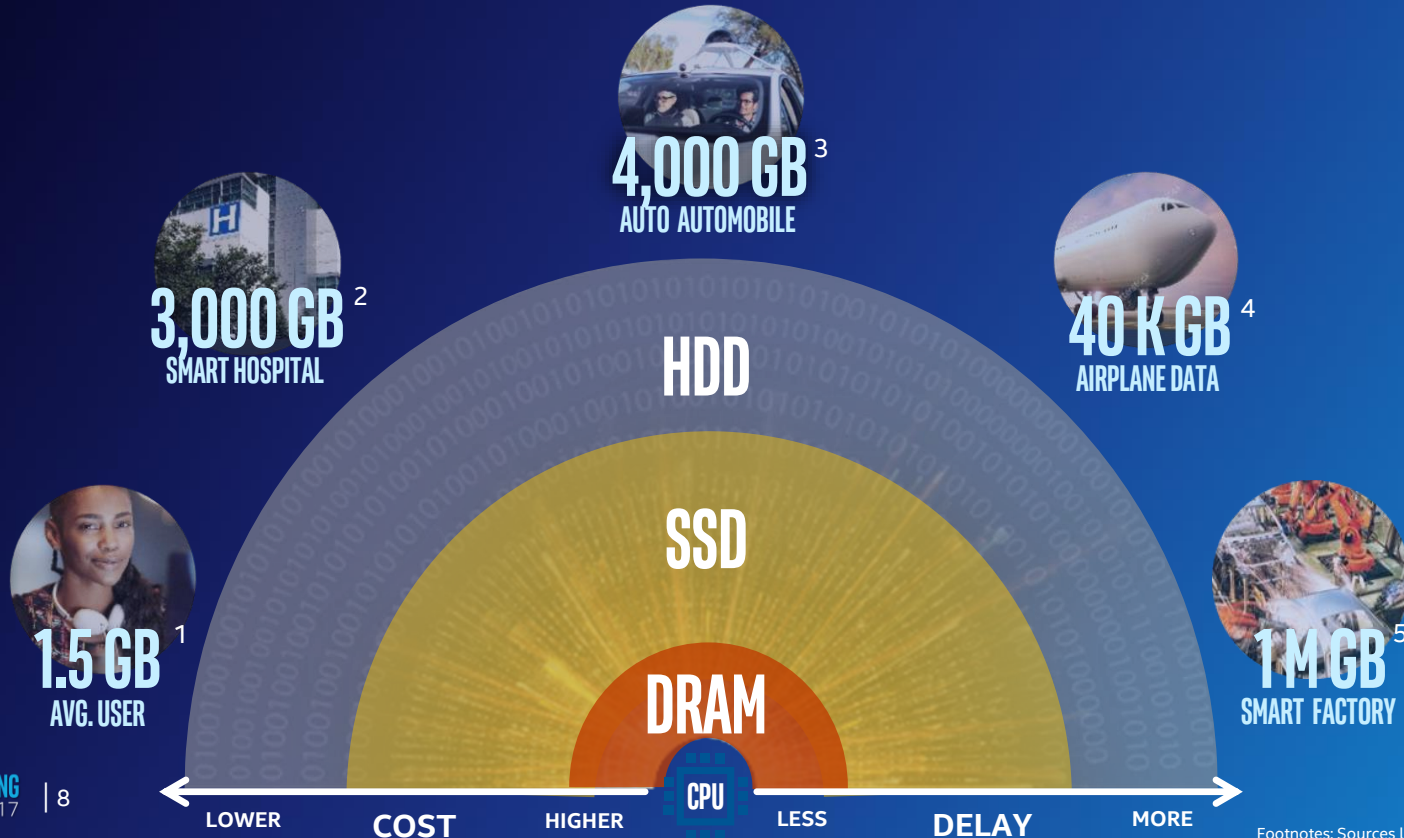 4,000 GB 3
AUTO AUTOMOBILE
H
3,000 GB 2
SMART HOSPITAL
40 K GB 4
AIRPLANE DATA
HDD
SSD
1.5 GB 1
AVG. USER
1 M GB 5
SMART FACTORY
DRAM
CPU
NG
17 | 8
LOWER COST HIGHER LESS DELAY MORE
Footnotes: Sources